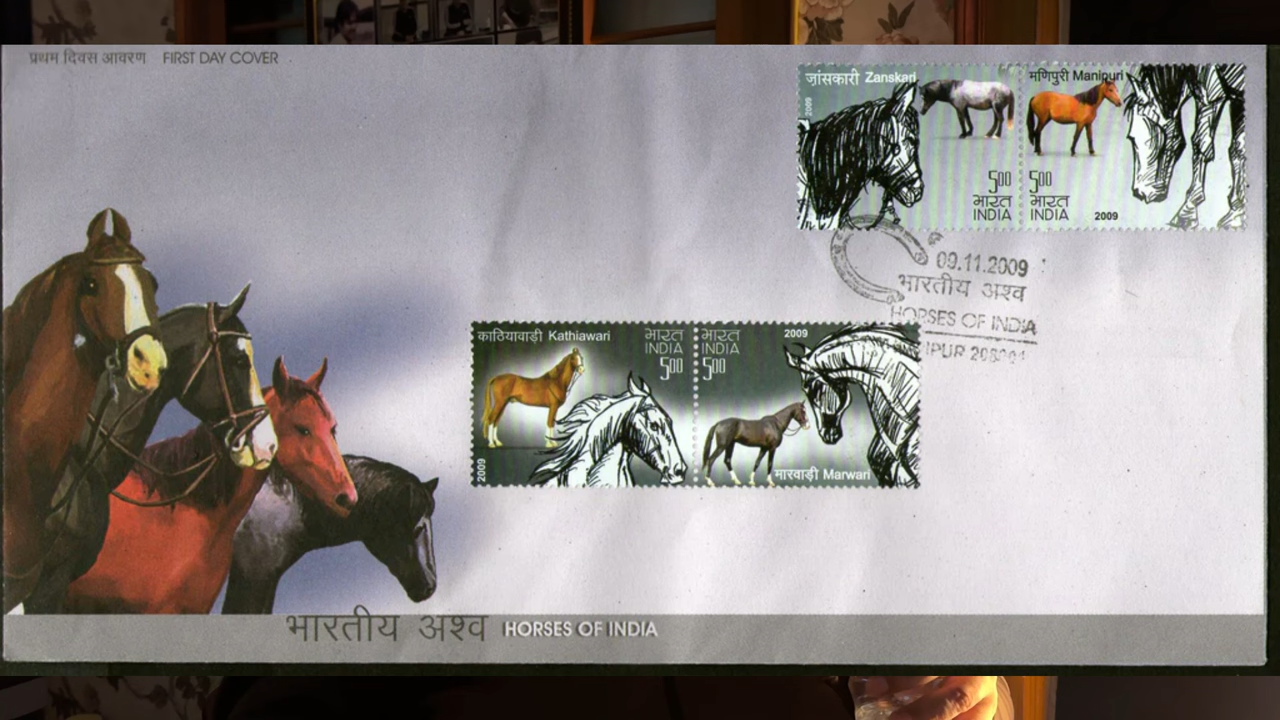 प्रथम दिवस आवरण FIRST DAY COVER
जांसकारी Zanskari
2009
5.00
भारत
INDIA
मणिपुरी Manipuri
5.00
भारत
INDIA
2009
09.11.2009
भारतीय अश्व
HORSES OF INDIA
IPUR
काठियावाड़ी Kathiawari
भारत
INDIA
5.00
2009
भारत
INDIA
5.00
2009
मारवाड़ी Marwari
भारतीय अश्व HORSES OF INDIA